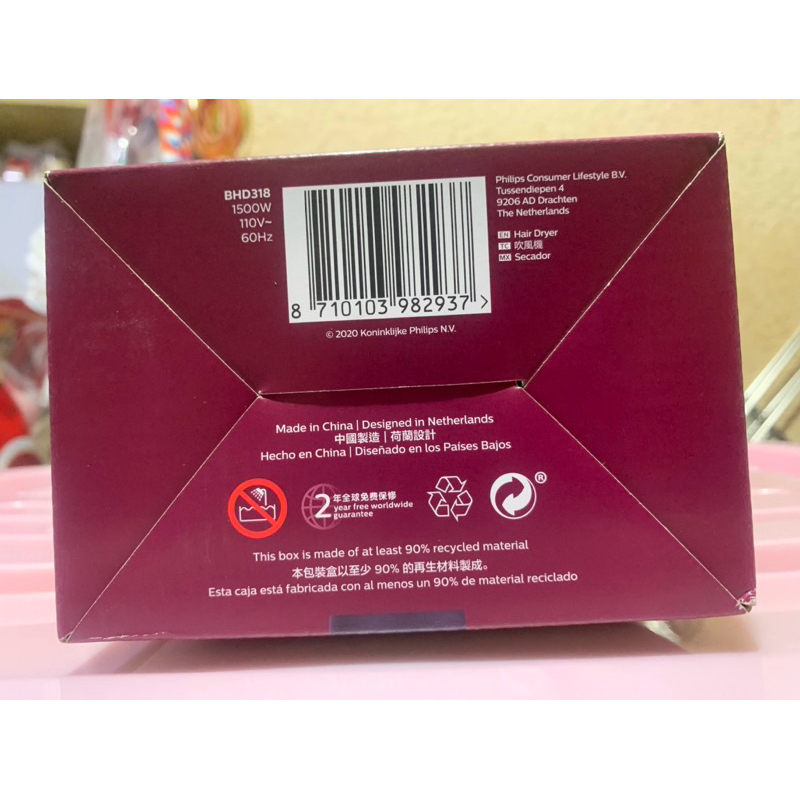 BHD318
1500W
110V~
60Hz
8 710103 982937 >
© 2020 Koninklijke Philips N.V.
Philips Consumer Lifestyle B.V.
Tussendiepen 4
9206 AD Drachten
The Netherlands
EN Hair Dryer
TC 吹風機
MX Secador
Made in China | Designed in Netherlands
中國製造 | 荷蘭設計
Hecho en China | Diseñado en los Países Bajos
2 年全球免費保修
year free worldwide
guarantee
®
This box is made of at least 90% recycled material
本包裝盒以至少 90% 的再生材料製成。
Esta caja está fabricada con al menos un 90% de material reciclado